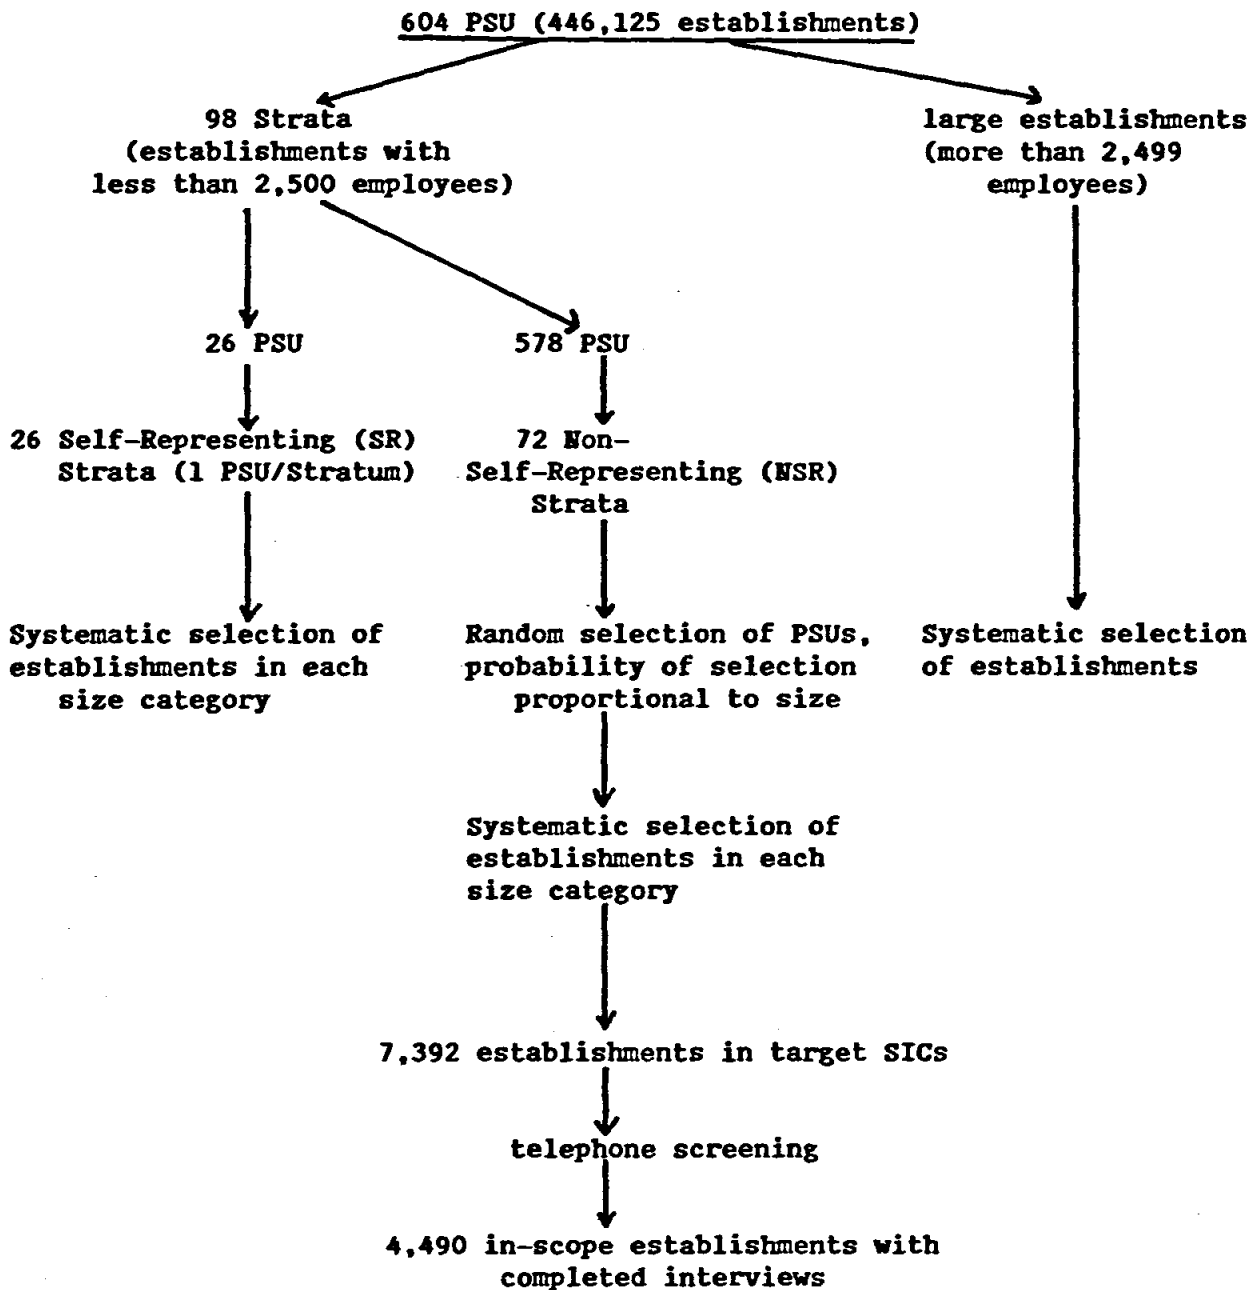 604 PSU (446,125 establishments)
98 Strata
(establishments with
less than 2,500 employees)
large establishments
(more than 2,499
employees)
26 PSU
578 PSU
26 Self-Representing (SR)
Strata (1 PSU/Stratum)
72 Non-
Self-Representing (NSR)
Strata
Systematic selection of
establishments in each
size category
Random selection of PSUs,
probability of selection
proportional to size
Systematic selection
of establishments
Systematic selection of
establishments in each
size category
7,392 establishments in target SICs
telephone screening
4,490 in-scope establishments with
completed interviews